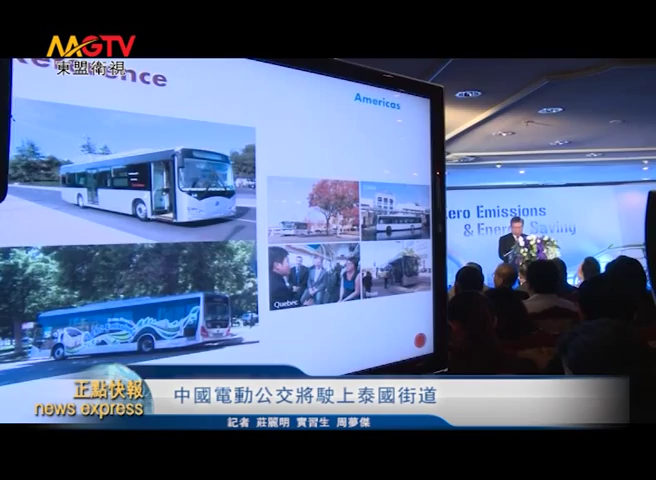 MGTV
東盟衛視
Reference
Americas
Zero Emissions
& Energy Saving
Quebec
正點快報
news express
中國電動公交將駛上泰國街道
記者 莊麗明 實習生 周夢傑